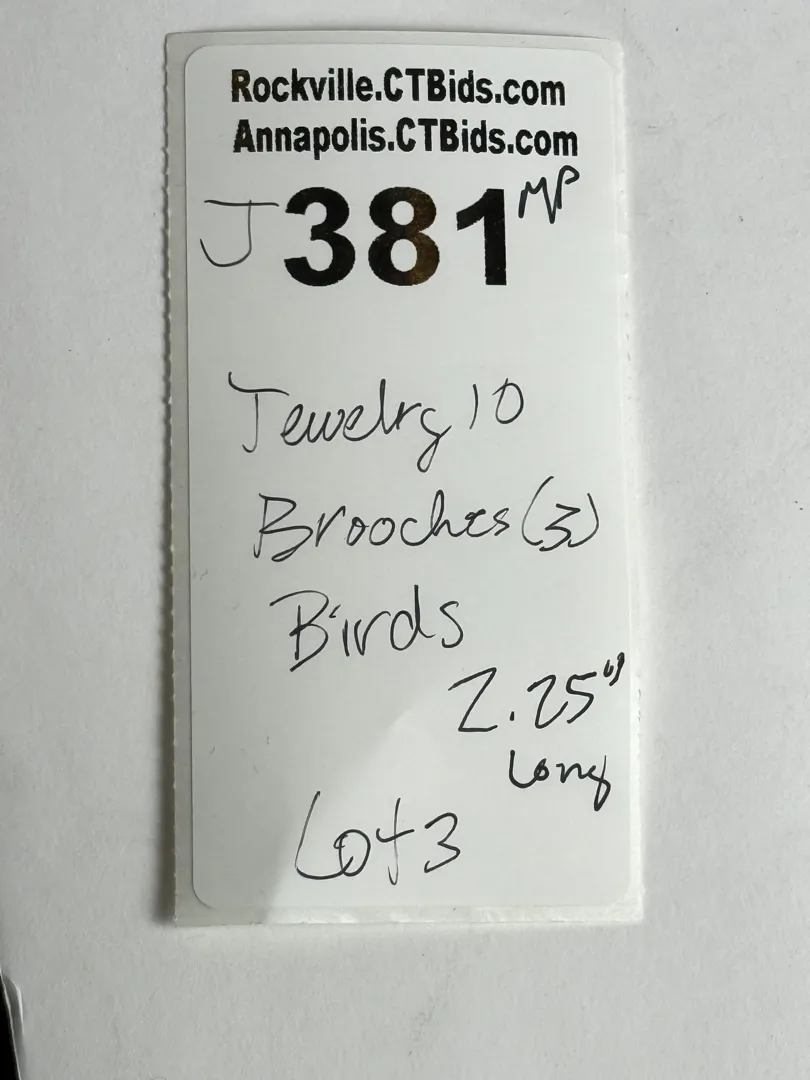 Rockville.CTBids.com
Annapolis.CTBids.com
J 381 MP
Jewelry 10
Brooches (3)
Birds
2.25"
Long
Lot 3